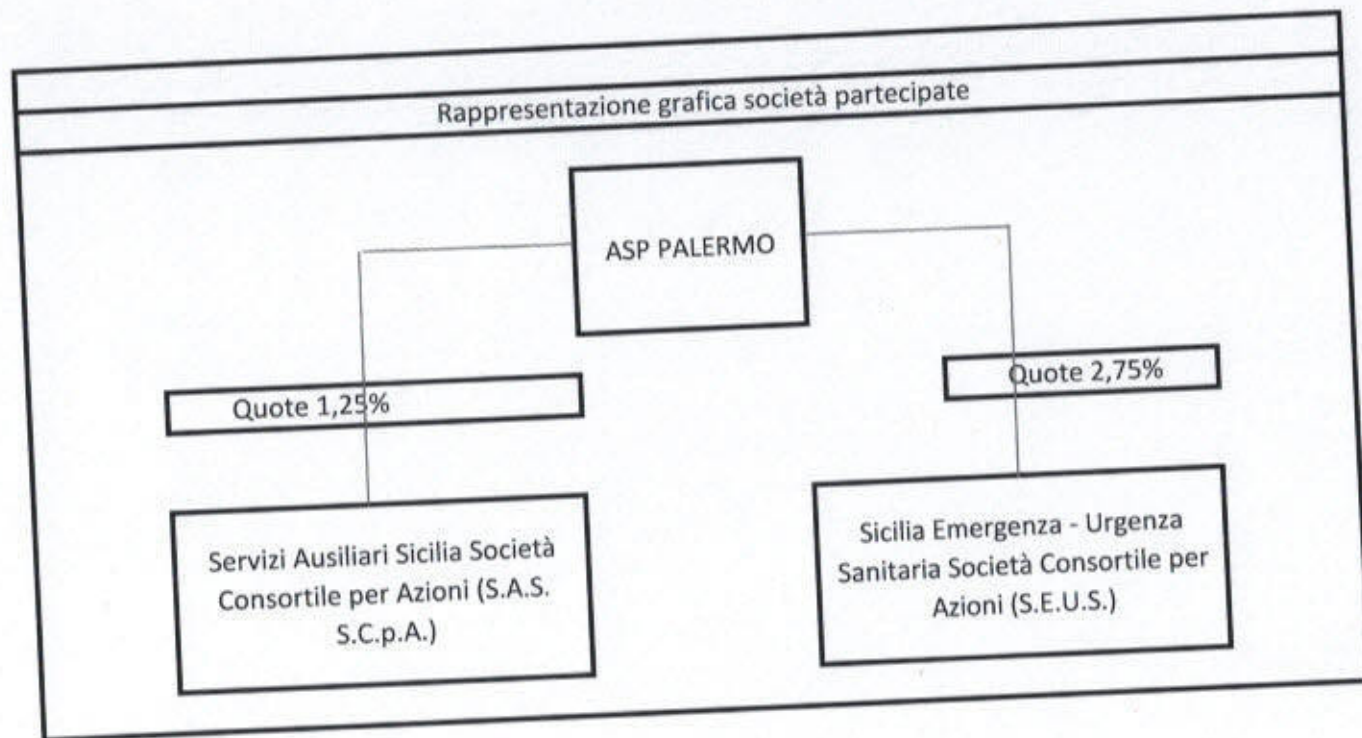 Rappresentazione grafica società partecipate
ASP PALERMO
Quote 1,25%
Quote 2,75%
Servizi Ausiliari Sicilia Società
Consortile per Azioni (S.A.S.
S.C.p.A.)
Sicilia Emergenza - Urgenza
Sanitaria Società Consortile per
Azioni (S.E.U.S.)